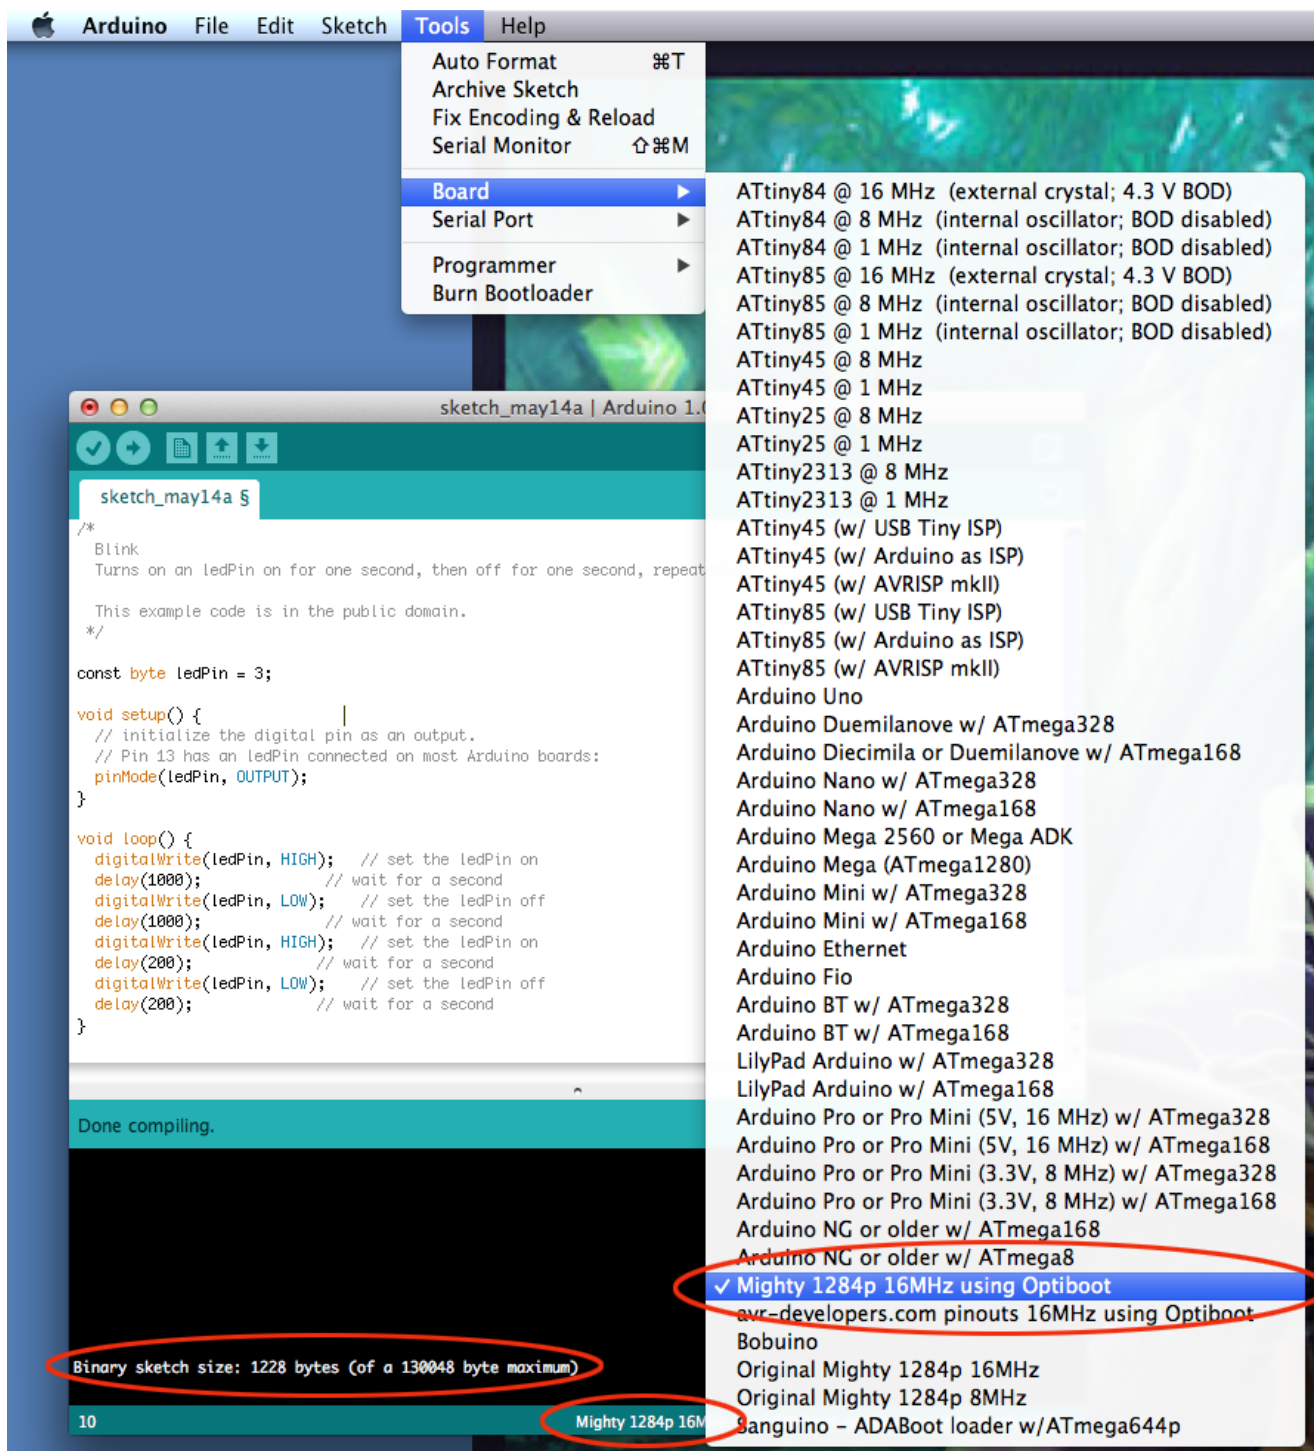 Arduino File Edit Sketch Tools Help
Auto Format ⌘T
Archive Sketch
Fix Encoding & Reload
Serial Monitor ⇧⌘M
Board
Serial Port
Programmer
Burn Bootloader
ATtiny84 @ 16 MHz (external crystal; 4.3 V BOD)
ATtiny84 @ 8 MHz (internal oscillator; BOD disabled)
ATtiny84 @ 1 MHz (internal oscillator; BOD disabled)
ATtiny85 @ 16 MHz (external crystal; 4.3 V BOD)
ATtiny85 @ 8 MHz (internal oscillator; BOD disabled)
ATtiny85 @ 1 MHz (internal oscillator; BOD disabled)
ATtiny45 @ 8 MHz
ATtiny45 @ 1 MHz
ATtiny25 @ 8 MHz
ATtiny25 @ 1 MHz
ATtiny2313 @ 8 MHz
ATtiny2313 @ 1 MHz
ATtiny45 (w/ USB Tiny ISP)
ATtiny45 (w/ Arduino as ISP)
ATtiny45 (w/ AVRISP mkII)
ATtiny85 (w/ USB Tiny ISP)
ATtiny85 (w/ Arduino as ISP)
ATtiny85 (w/ AVRISP mkII)
Arduino Uno
Arduino Duemilanove w/ ATmega328
Arduino Diecimila or Duemilanove w/ ATmega168
Arduino Nano w/ ATmega328
Arduino Nano w/ ATmega168
Arduino Mega 2560 or Mega ADK
Arduino Mega (ATmega1280)
Arduino Mini w/ ATmega328
Arduino Mini w/ ATmega168
Arduino Ethernet
Arduino Fio
Arduino BT w/ ATmega328
Arduino BT w/ ATmega168
LilyPad Arduino w/ ATmega328
LilyPad Arduino w/ ATmega168
Arduino Pro or Pro Mini (5V, 16 MHz) w/ ATmega328
Arduino Pro or Pro Mini (5V, 16 MHz) w/ ATmega168
Arduino Pro or Pro Mini (3.3V, 8 MHz) w/ ATmega328
Arduino Pro or Pro Mini (3.3V, 8 MHz) w/ ATmega168
Arduino NG or older w/ ATmega168
Arduino NG or older w/ ATmega8
✓ Mighty 1284p 16MHz using Optiboot
avr-developers.com pinouts 16MHz using Optiboot
Bobuino
Original Mighty 1284p 16MHz
Original Mighty 1284p 8MHz
Sanguino - ADABoot loader w/ATmega644p
sketch_may14a | Arduino 1.
sketch_may14a §
/*
Blink
Turns on an ledPin on for one second, then off for one second, repeat
This example code is in the public domain.
*/
const byte ledPin = 3;
void setup() {
// initialize the digital pin as an output.
// Pin 13 has an ledPin connected on most Arduino boards:
pinMode(ledPin, OUTPUT);
}
void loop() {
digitalWrite(ledPin, HIGH); // set the ledPin on
delay(1000); // wait for a second
digitalWrite(ledPin, LOW); // set the ledPin off
delay(1000); // wait for a second
digitalWrite(ledPin, HIGH); // set the ledPin on
delay(200); // wait for a second
digitalWrite(ledPin, LOW); // set the ledPin off
delay(200); // wait for a second
}
Done compiling.
Binary sketch size: 1228 bytes (of a 130048 byte maximum)
10
Mighty 1284p 16M